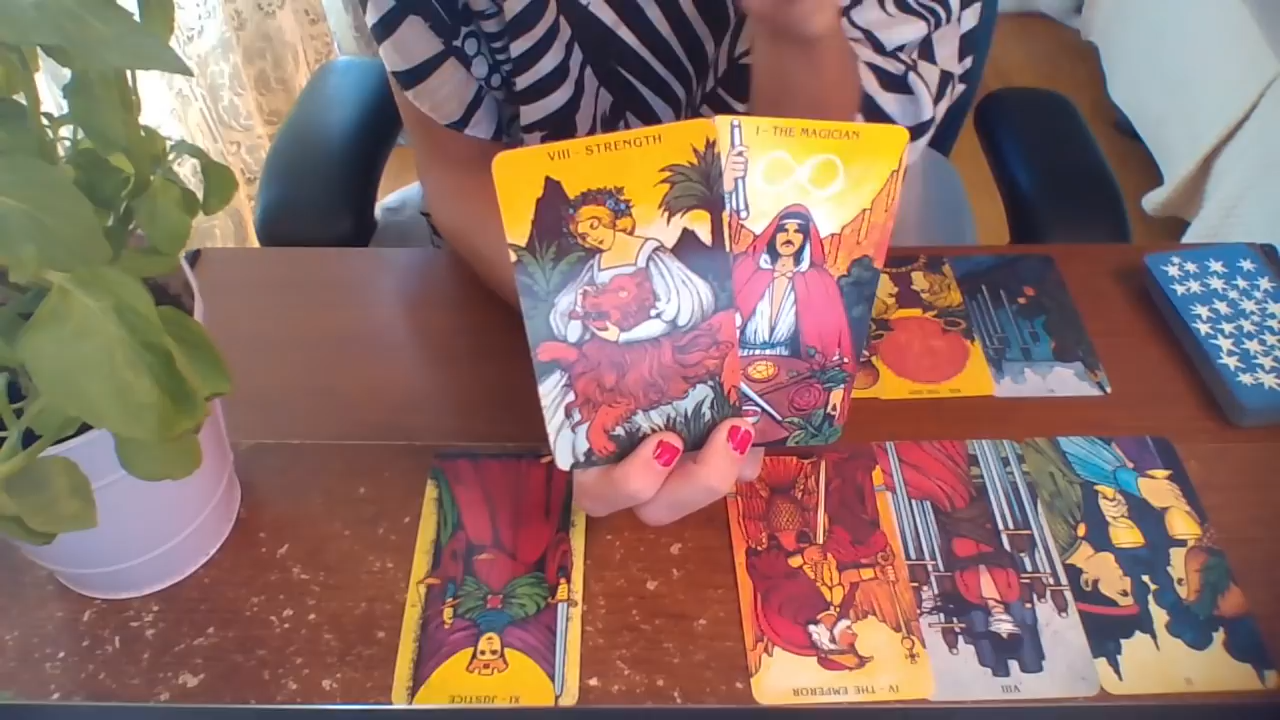 VIII - STRENGTH
I - THE MAGICIAN
XI - JUSTICE
IV - THE EMPEROR
VIII